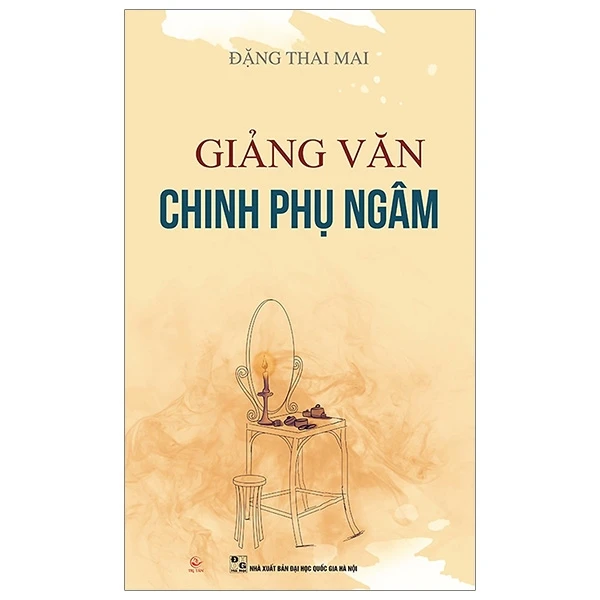 ĐẶNG THAI MAI
GIẢNG VĂN
CHINH PHỤ NGÂM
NHÀ XUẤT BẢN ĐẠI HỌC QUỐC GIA HÀ NỘI